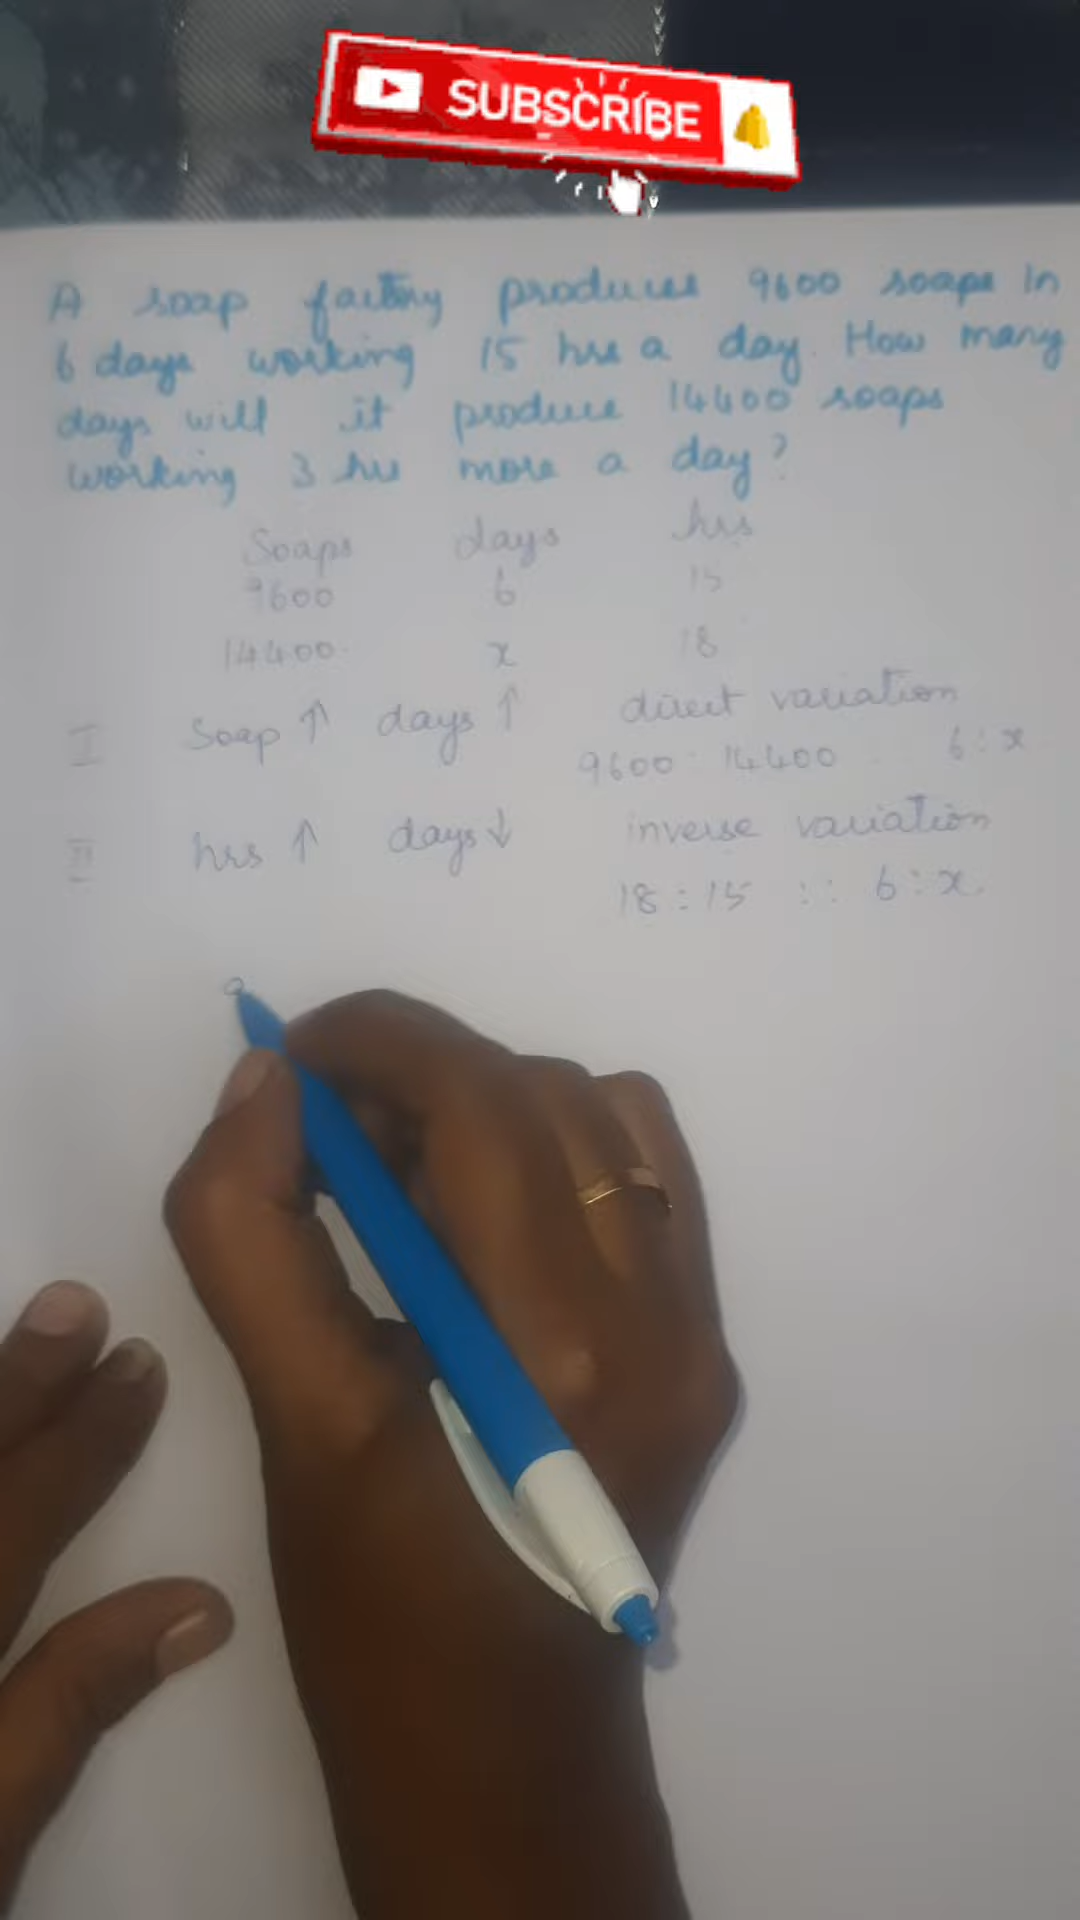 SUBSCRIBE
A soap factory produces 9600 soaps in
6 days working 15 hrs a day. How many
days will it produce 14400 soaps
working 3 hrs more a day?
Soaps days hrs
9600 6 15
14400 x 18
I Soap ↑ days ↑ direct variation
9600 : 14400 :: 6 : x
II hrs ↑ days ↓ inverse variation
18 : 15 :: 6 : x